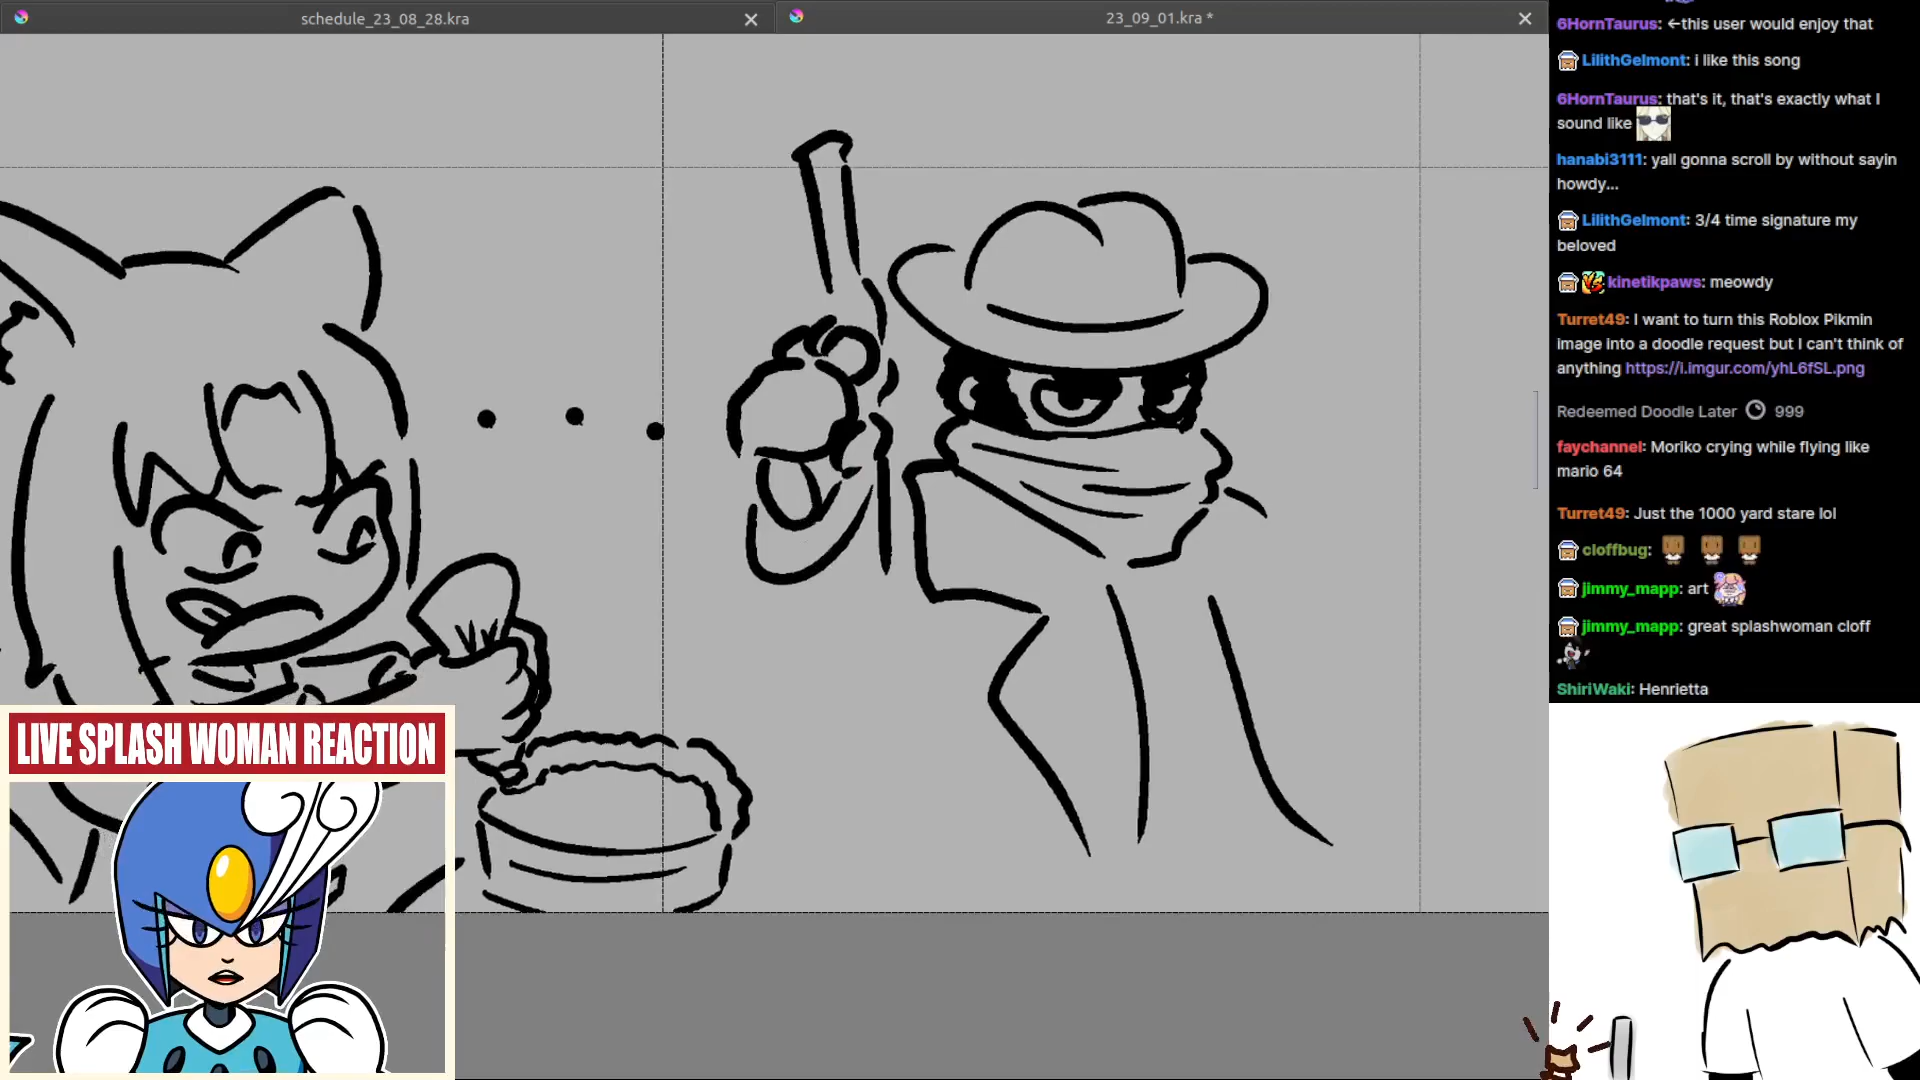 schedule_23_08_28.kra
23_09_01.kra *
6HornTaurus: ←this user would enjoy that
LilithGelmont: i like this song
6HornTaurus: that's it, that's exactly what I
sound like
hanabi3111: yall gonna scroll by without sayin
howdy...
LilithGelmont: 3/4 time signature my
beloved
kinetikpaws: meowdy
Turret49: I want to turn this Roblox Pikmin
image into a doodle request but I can't think of
anything https://i.imgur.com/yhL6fSL.png
Redeemed Doodle Later 999
faychannel: Moriko crying while flying like
mario 64
Turret49: Just the 1000 yard stare lol
cloffbug:
jimmy_mapp: art
jimmy_mapp: great splashwoman cloff
ShiriWaki: Henrietta
LIVE SPLASH WOMAN REACTION